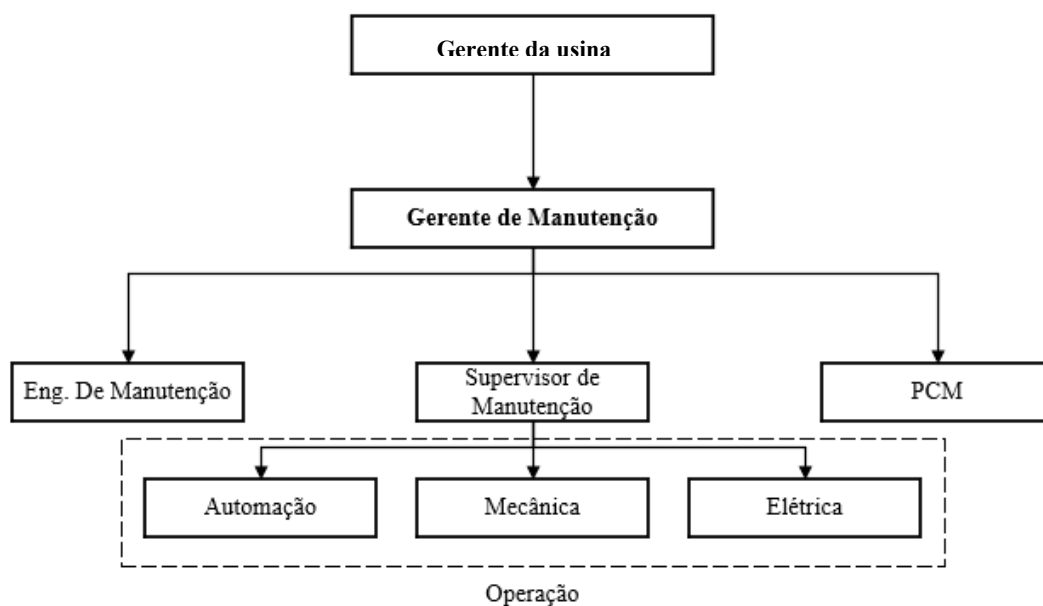 Gerente da usina
Gerente de Manutenção
Eng. De Manutenção
Supervisor de
Manutenção
PCM
Automação
Mecânica
Elétrica
Operação